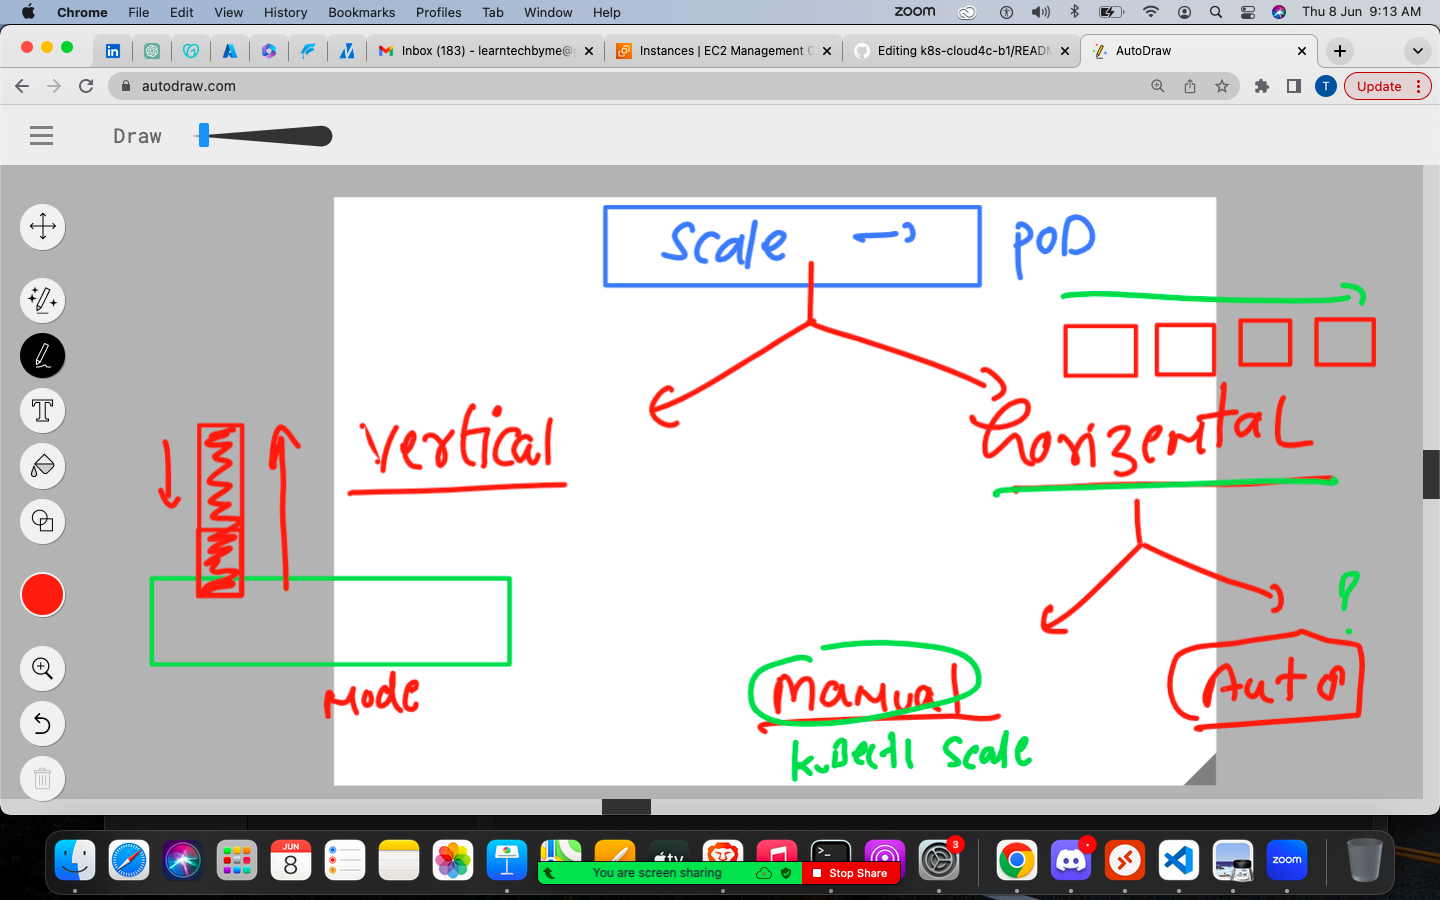 Chrome File Edit View History Bookmarks Profiles Tab Window Help zoom Thu 8 Jun 9:13 AM
Inbox (183) - learntechbyme@ Instances | EC2 Management C Editing k8s-cloud4c-b1/READM AutoDraw
autodraw.com T Update
Draw
Scale → POD
vertical horizental
Mode Manual Auto ?
kubectl scale
JUN
8
tv
3
You are screen sharing Stop Share
zoom